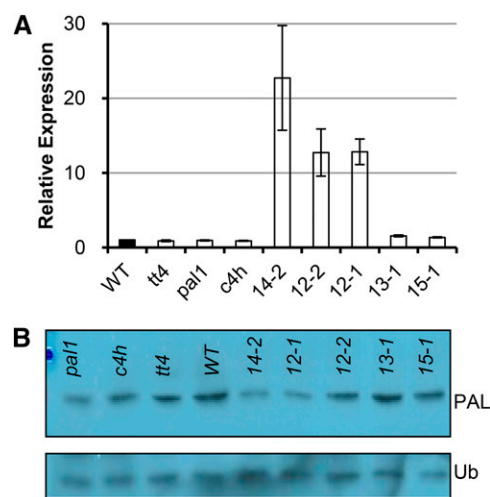 A
Relative Expression
30
20
10
0
WT tt4 pal1 c4h 14-2 12-2 12-1 13-1 15-1
B
pal1 c4h tt4 WT 14-2 12-1 12-2 13-1 15-1
PAL
Ub